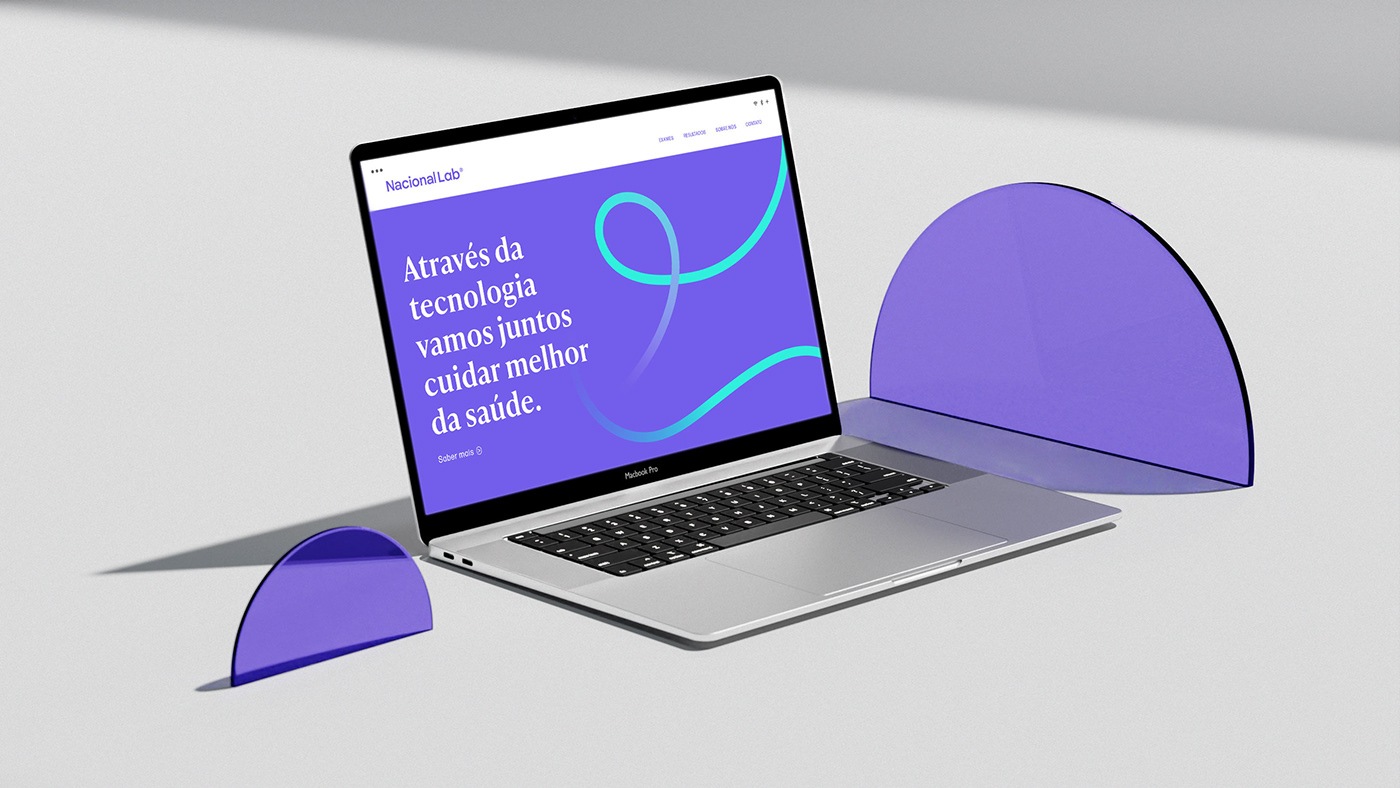 Nacional Lab®
EXAMES RESULTADOS SOBRE NÓS CONTATO
Através da
tecnologia
vamos juntos
cuidar melhor
da saúde.
Saber mais
Macbook Pro